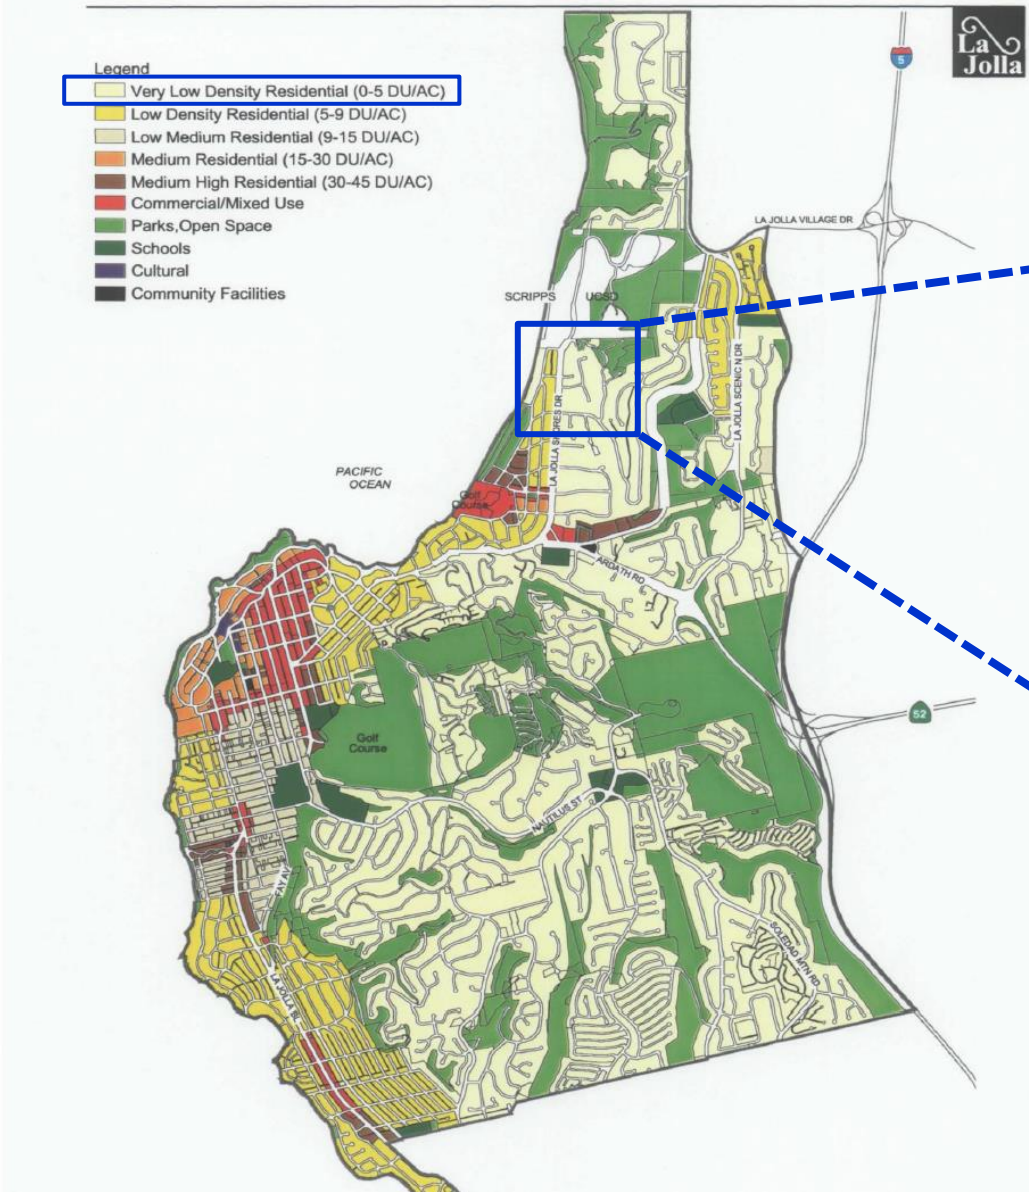 La
Jolla
5
Legend
Very Low Density Residential (0-5 DU/AC)
Low Density Residential (5-9 DU/AC)
Low Medium Residential (9-15 DU/AC)
Medium Residential (15-30 DU/AC)
Medium High Residential (30-45 DU/AC)
Commercial/Mixed Use
Parks,Open Space
Schools
Cultural
Community Facilities
LA JOLLA VILLAGE DR
SCRIPPS
UCSD
LA JOLLA SCENIC N DR
LA JOLLA SHORES DR
PACIFIC
OCEAN
Golf
Course
ARDATH RD
52
Golf
Course
NAUTILUS ST
FAY AV
SOLEDAD MTN RD
LA JOLLA